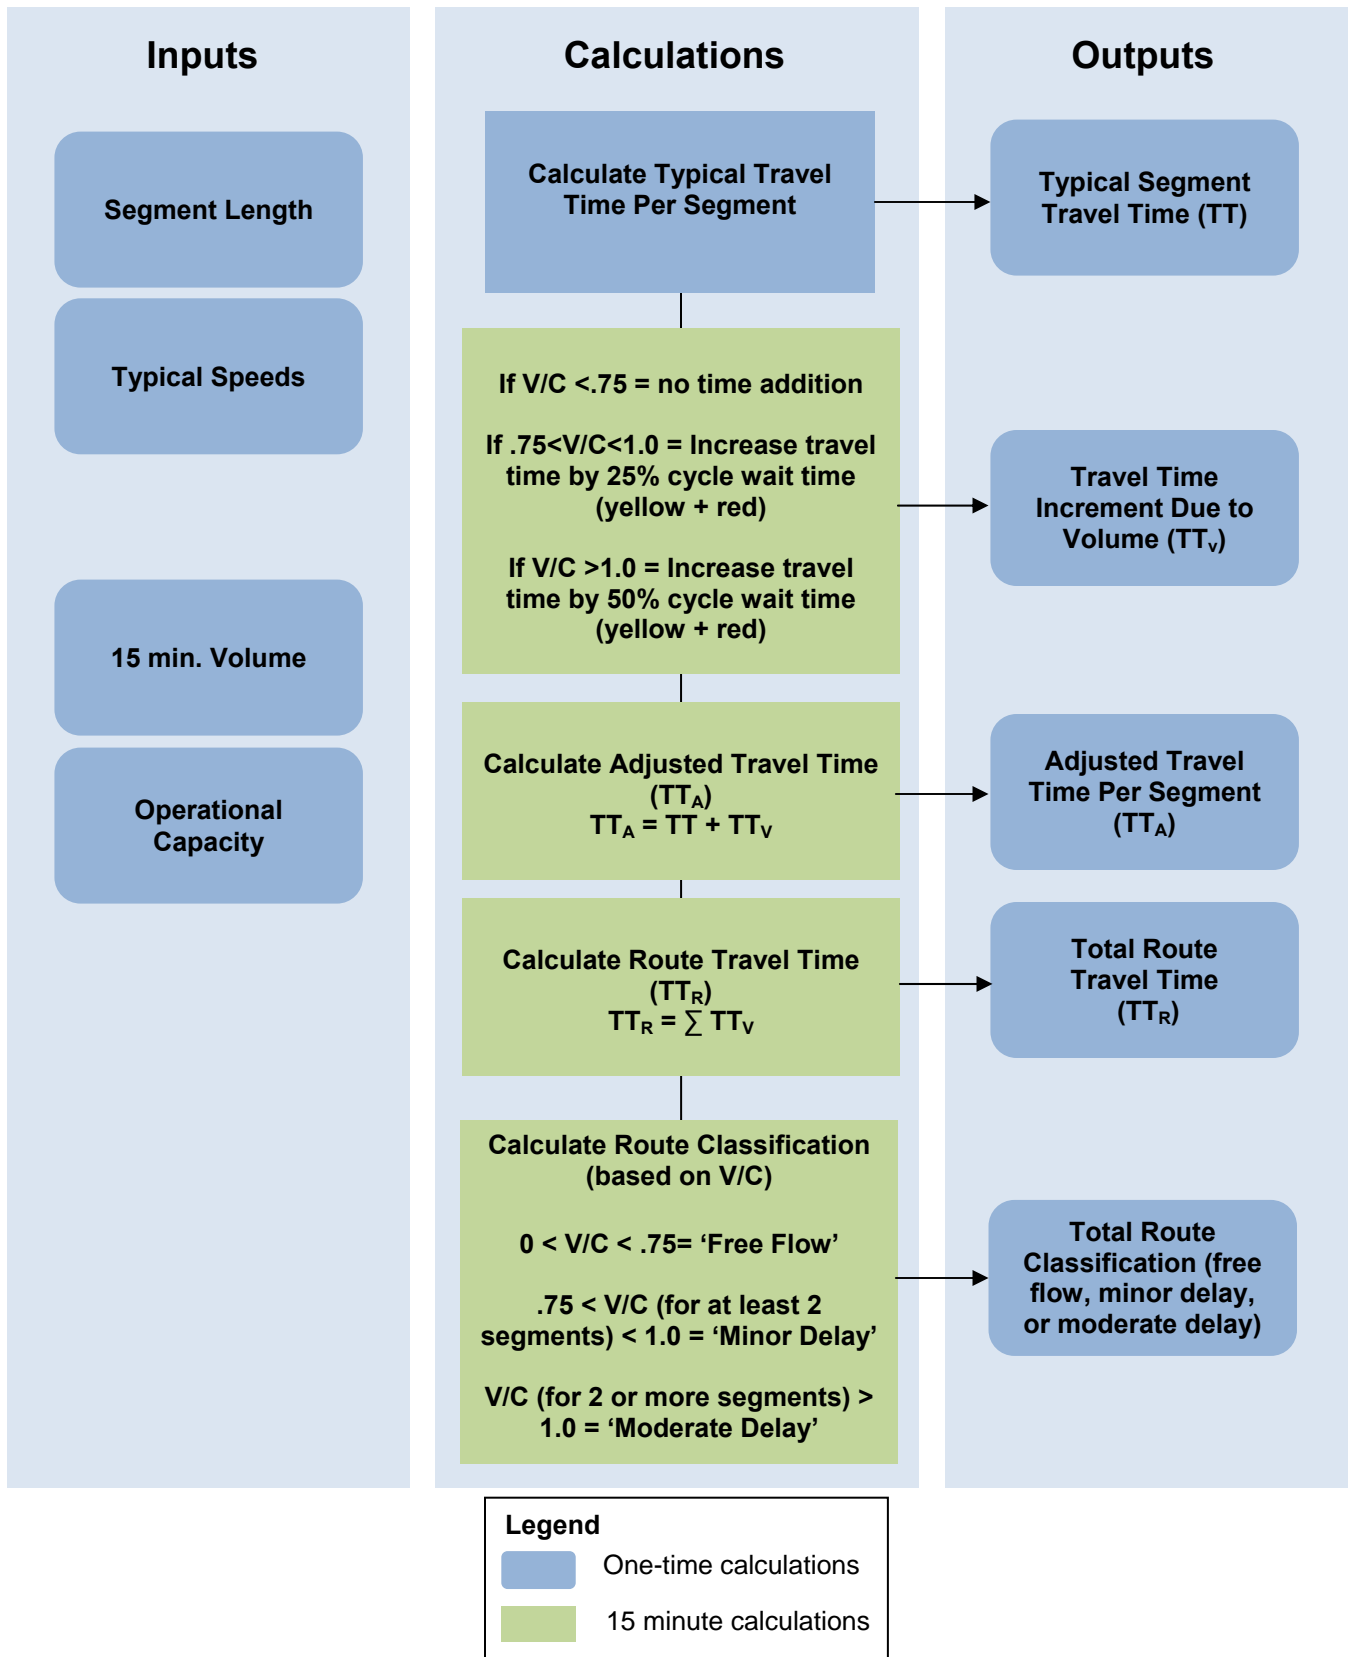 Inputs
Segment Length
Typical Speeds
15 min. Volume
Operational
Capacity
Calculations
Calculate Typical Travel
Time Per Segment
If V/C <.75 = no time addition
If .75<V/C<1.0 = Increase travel
time by 25% cycle wait time
(yellow + red)
If V/C >1.0 = Increase travel
time by 50% cycle wait time
(yellow + red)
Calculate Adjusted Travel Time
(TTA)
TTA = TT + TTV
Calculate Route Travel Time
(TTR)
TTR = ∑ TTV
Calculate Route Classification
(based on V/C)
0 < V/C < .75= ‘Free Flow’
.75 < V/C (for at least 2
segments) < 1.0 = ‘Minor Delay’
V/C (for 2 or more segments) >
1.0 = ‘Moderate Delay’
Outputs
Typical Segment
Travel Time (TT)
Travel Time
Increment Due to
Volume (TTv)
Adjusted Travel
Time Per Segment
(TTA)
Total Route
Travel Time
(TTR)
Total Route
Classification (free
flow, minor delay,
or moderate delay)
Legend
One-time calculations
15 minute calculations